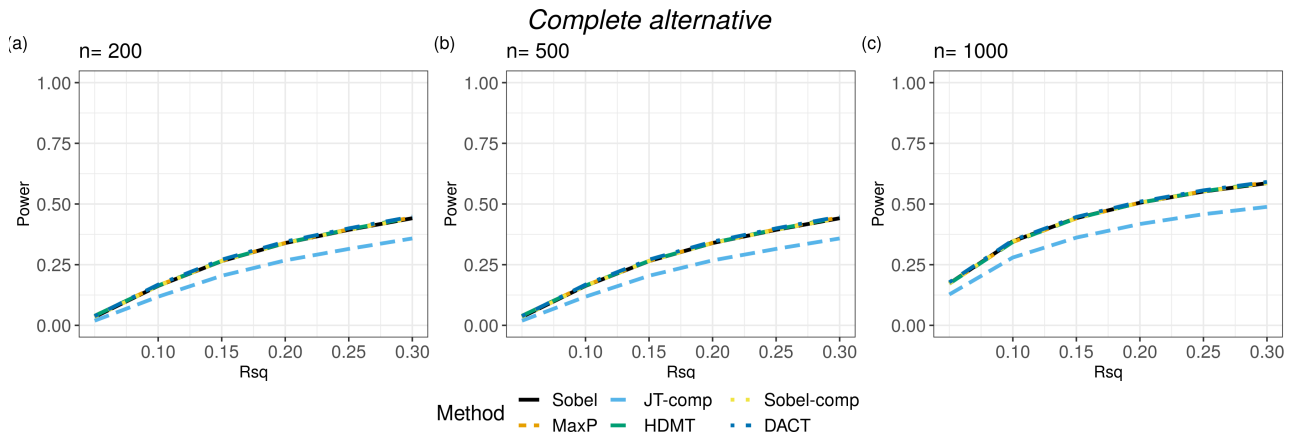 Complete alternative
(a)
n= 200
(b)
n= 500
(c)
n= 1000
1.00
0.75
0.50
0.25
0.00
Power
0.10 0.15 0.20 0.25 0.30
Rsq
1.00
0.75
0.50
0.25
0.00
Power
0.10 0.15 0.20 0.25 0.30
Rsq
1.00
0.75
0.50
0.25
0.00
Power
0.10 0.15 0.20 0.25 0.30
Rsq
Method
Sobel JT-comp Sobel-comp
MaxP HDMT DACT